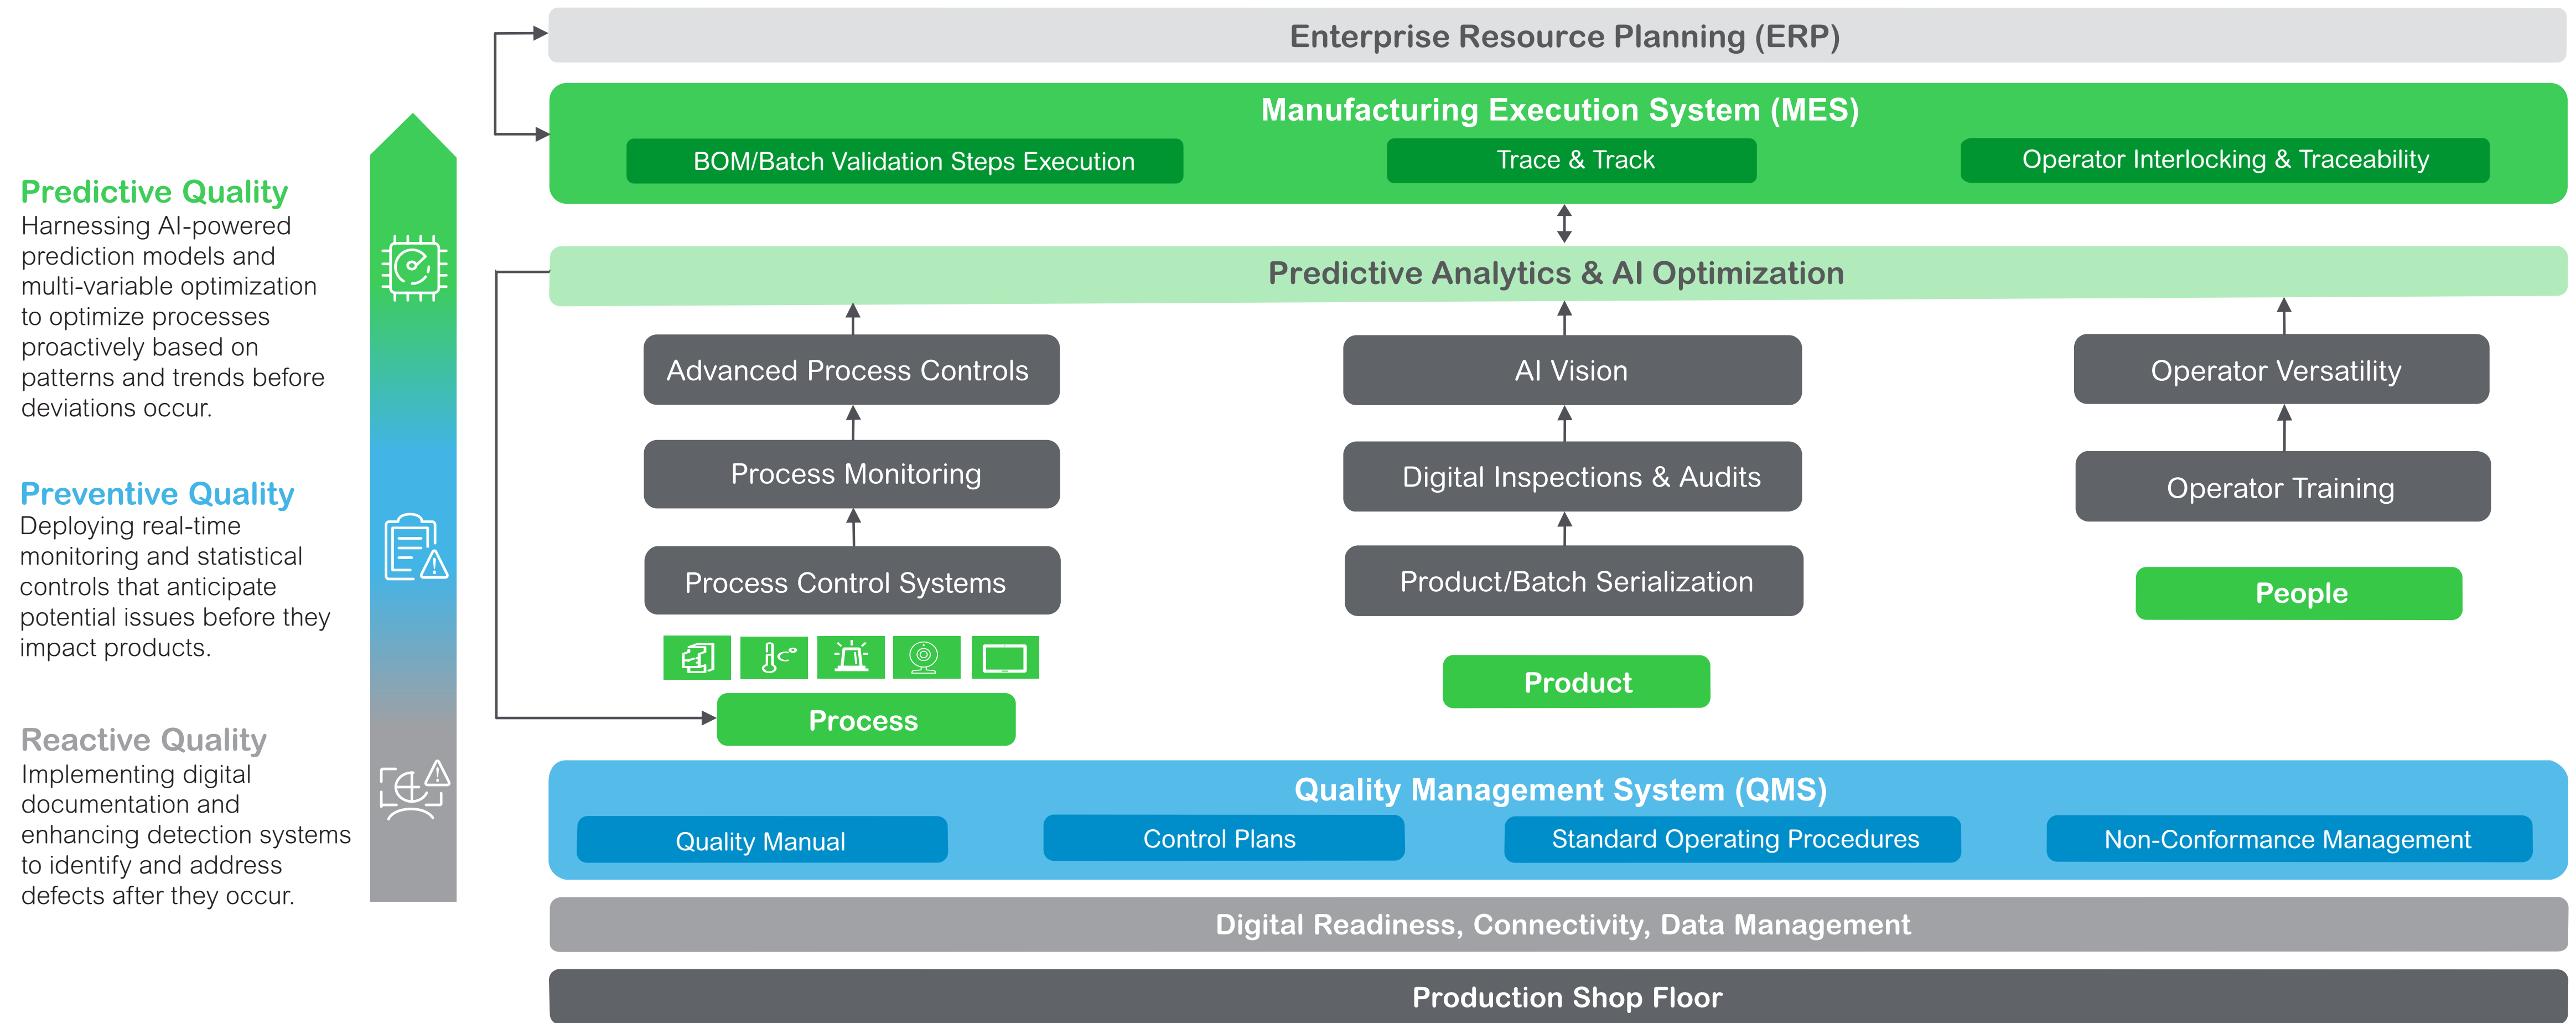 Enterprise Resource Planning (ERP)
Manufacturing Execution System (MES)
BOM/Batch Validation Steps Execution
Trace & Track
Operator Interlocking & Traceability
Predictive Quality
Harnessing AI-powered
prediction models and
multi-variable optimization
to optimize processes
proactively based on
patterns and trends before
deviations occur.
Preventive Quality
Deploying real-time
monitoring and statistical
controls that anticipate
potential issues before they
impact products.
Reactive Quality
Implementing digital
documentation and
enhancing detection systems
to identify and address
defects after they occur.
Predictive Analytics & AI Optimization
Advanced Process Controls
Process Monitoring
Process Control Systems
°C
Process
AI Vision
Digital Inspections & Audits
Product/Batch Serialization
Product
Operator Versatility
Operator Training
People
Quality Management System (QMS)
Quality Manual
Control Plans
Standard Operating Procedures
Non-Conformance Management
Digital Readiness, Connectivity, Data Management
Production Shop Floor